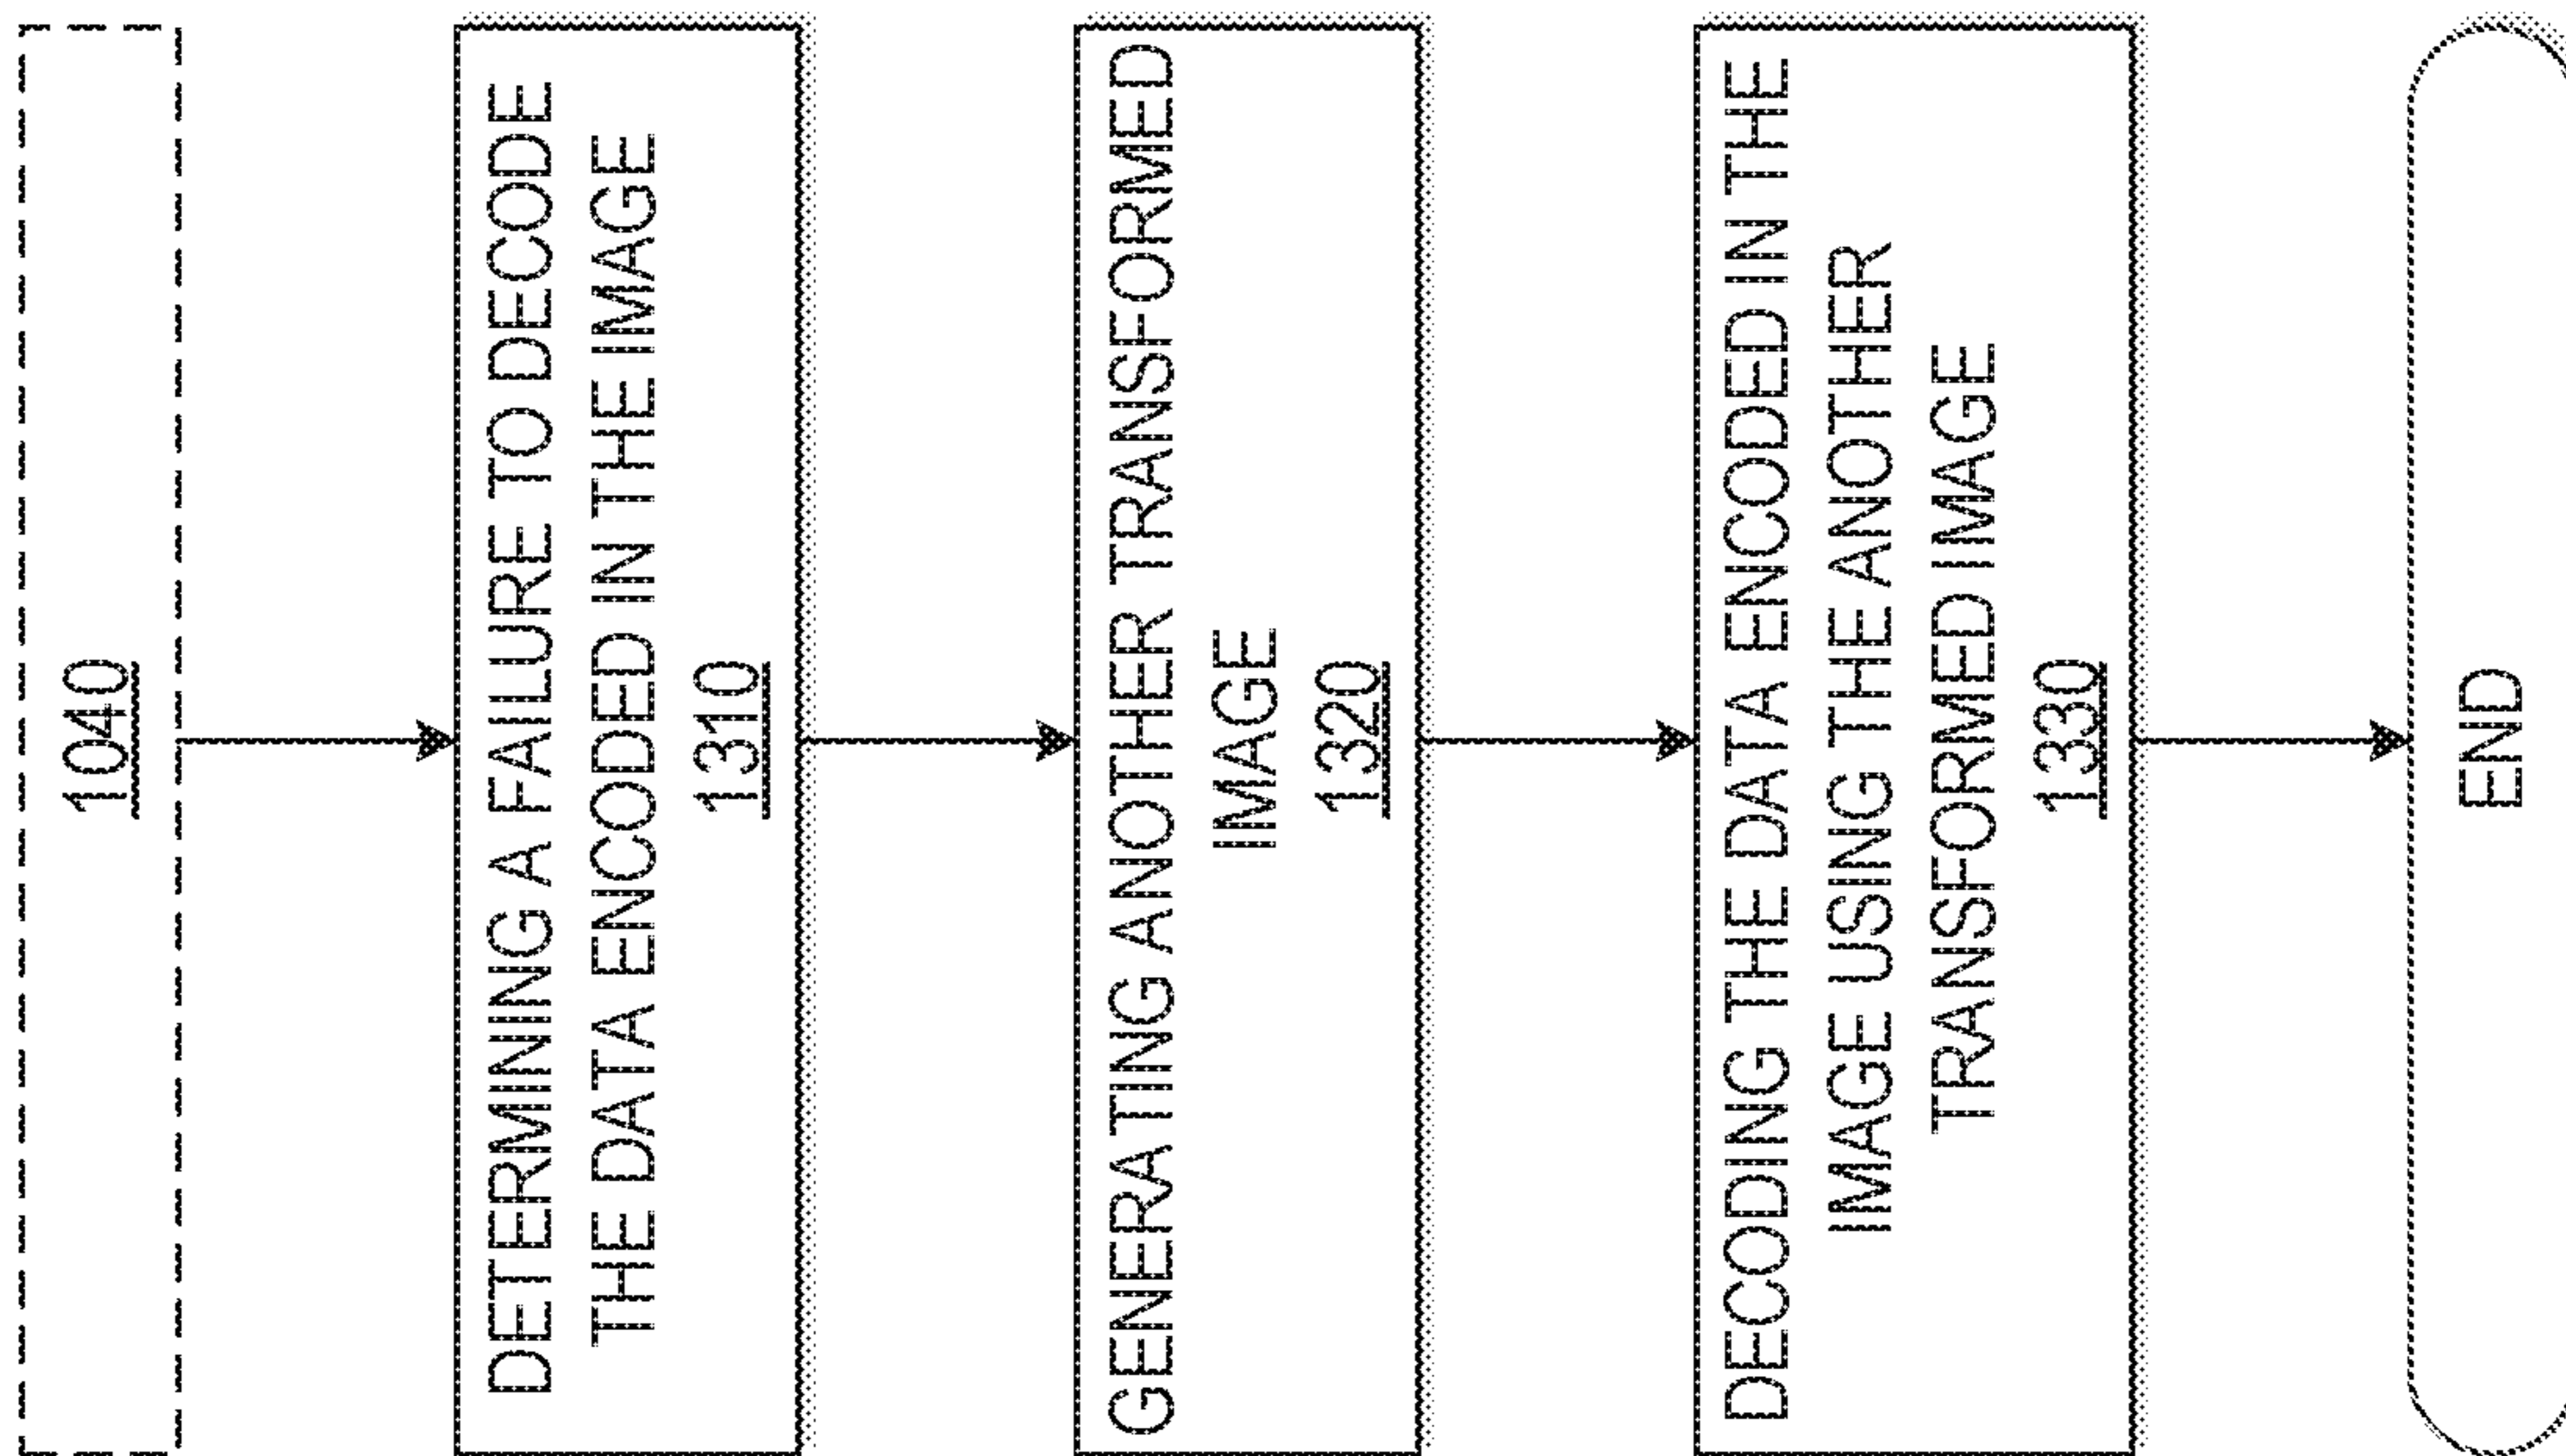 1040
DETERMINING A FAILURE TO DECODE
THE DATA ENCODED IN THE IMAGE
1310
GENERATING ANOTHER TRANSFORMED
IMAGE
1320
DECODING THE DATA ENCODED IN THE
IMAGE USING THE ANOTHER
TRANSFORMED IMAGE
1330
END